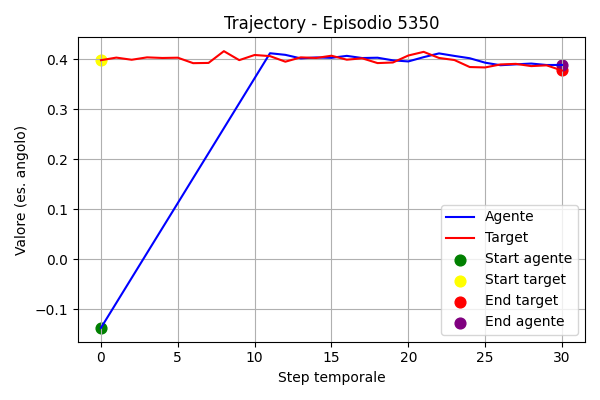 Trajectory - Episodio 5350
Valore (es. angolo)
0.4
0.3
0.2
0.1
0.0
−0.1
0 5 10 15 20 25 30
Step temporale
Agente
Target
Start agente
Start target
End target
End agente